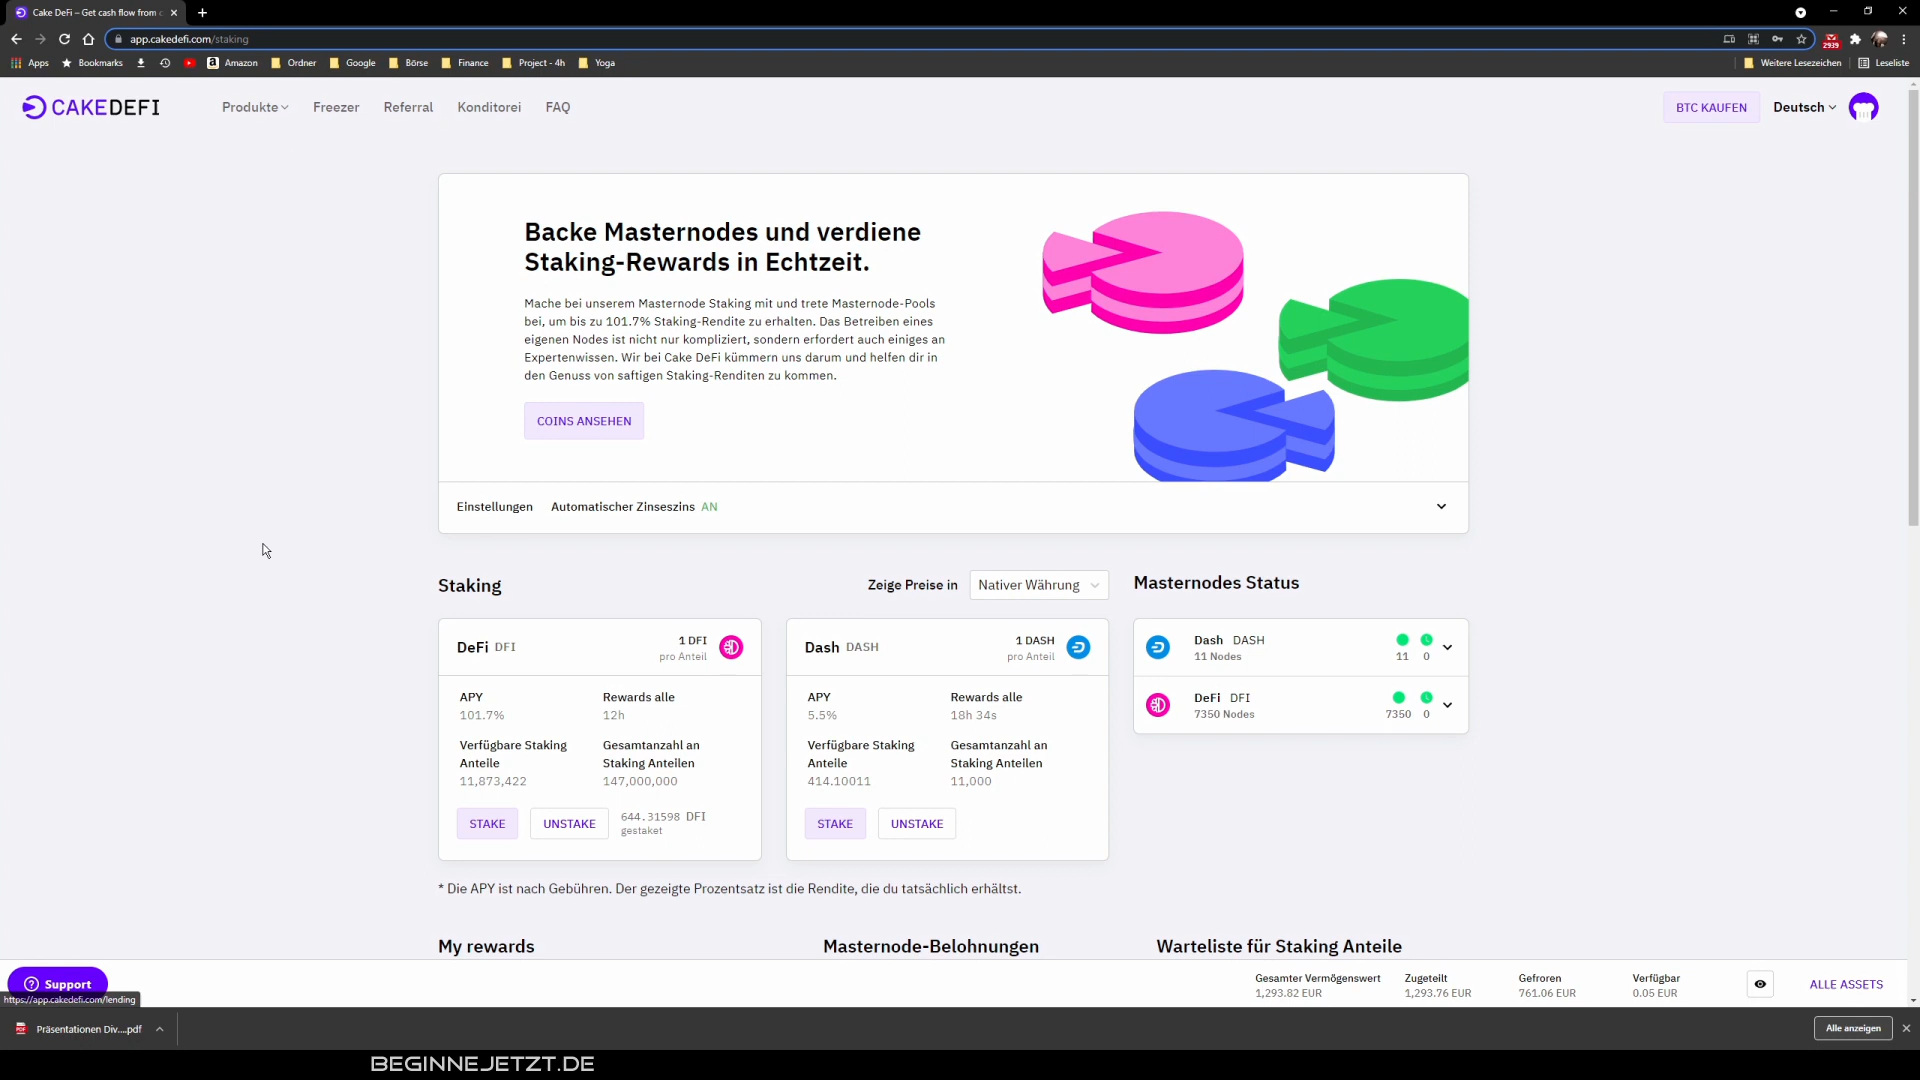 Cake DeFi – Get cash flow from c
app.cakedefi.com/staking
2939
Apps
Bookmarks
Amazon
Ordner
Google
Börse
Finance
Project - 4h
Yoga
Weitere Lesezeichen
Leseliste
CAKEDEFI
Produkte
Freezer
Referral
Konditorei
FAQ
BTC KAUFEN
Deutsch
Backe Masternodes und verdiene
Staking-Rewards in Echtzeit.
Mache bei unserem Masternode Staking mit und trete Masternode-Pools
bei, um bis zu 101.7% Staking-Rendite zu erhalten. Das Betreiben eines
eigenen Nodes ist nicht nur kompliziert, sondern erfordert auch einiges an
Expertenwissen. Wir bei Cake DeFi kümmern uns darum und helfen dir in
den Genuss von saftigen Staking-Renditen zu kommen.
COINS ANSEHEN
Einstellungen
Automatischer Zinseszins AN
Staking
Zeige Preise in
Nativer Währung
DeFi DFI
1 DFI
pro Anteil
APY
101.7%
Rewards alle
12h
Verfügbare Staking
Anteile
11,873,422
Gesamtanzahl an
Staking Anteilen
147,000,000
STAKE
UNSTAKE
644.31598 DFI
gestaket
Dash DASH
1 DASH
pro Anteil
APY
5.5%
Rewards alle
18h 34s
Verfügbare Staking
Anteile
414.10011
Gesamtanzahl an
Staking Anteilen
11,000
STAKE
UNSTAKE
Masternodes Status
Dash DASH
11 Nodes
11
0
DeFi DFI
7350 Nodes
7350
0
* Die APY ist nach Gebühren. Der gezeigte Prozentsatz ist die Rendite, die du tatsächlich erhältst.
My rewards
Masternode-Belohnungen
Warteliste für Staking Anteile
Support
https://app.cakedefi.com/lending
Gesamter Vermögenswert
1,293.82 EUR
Zugeteilt
1,293.76 EUR
Gefroren
761.06 EUR
Verfügbar
0.05 EUR
ALLE ASSETS
Präsentationen Div....pdf
Alle anzeigen
BEGINNEJETZT.DE